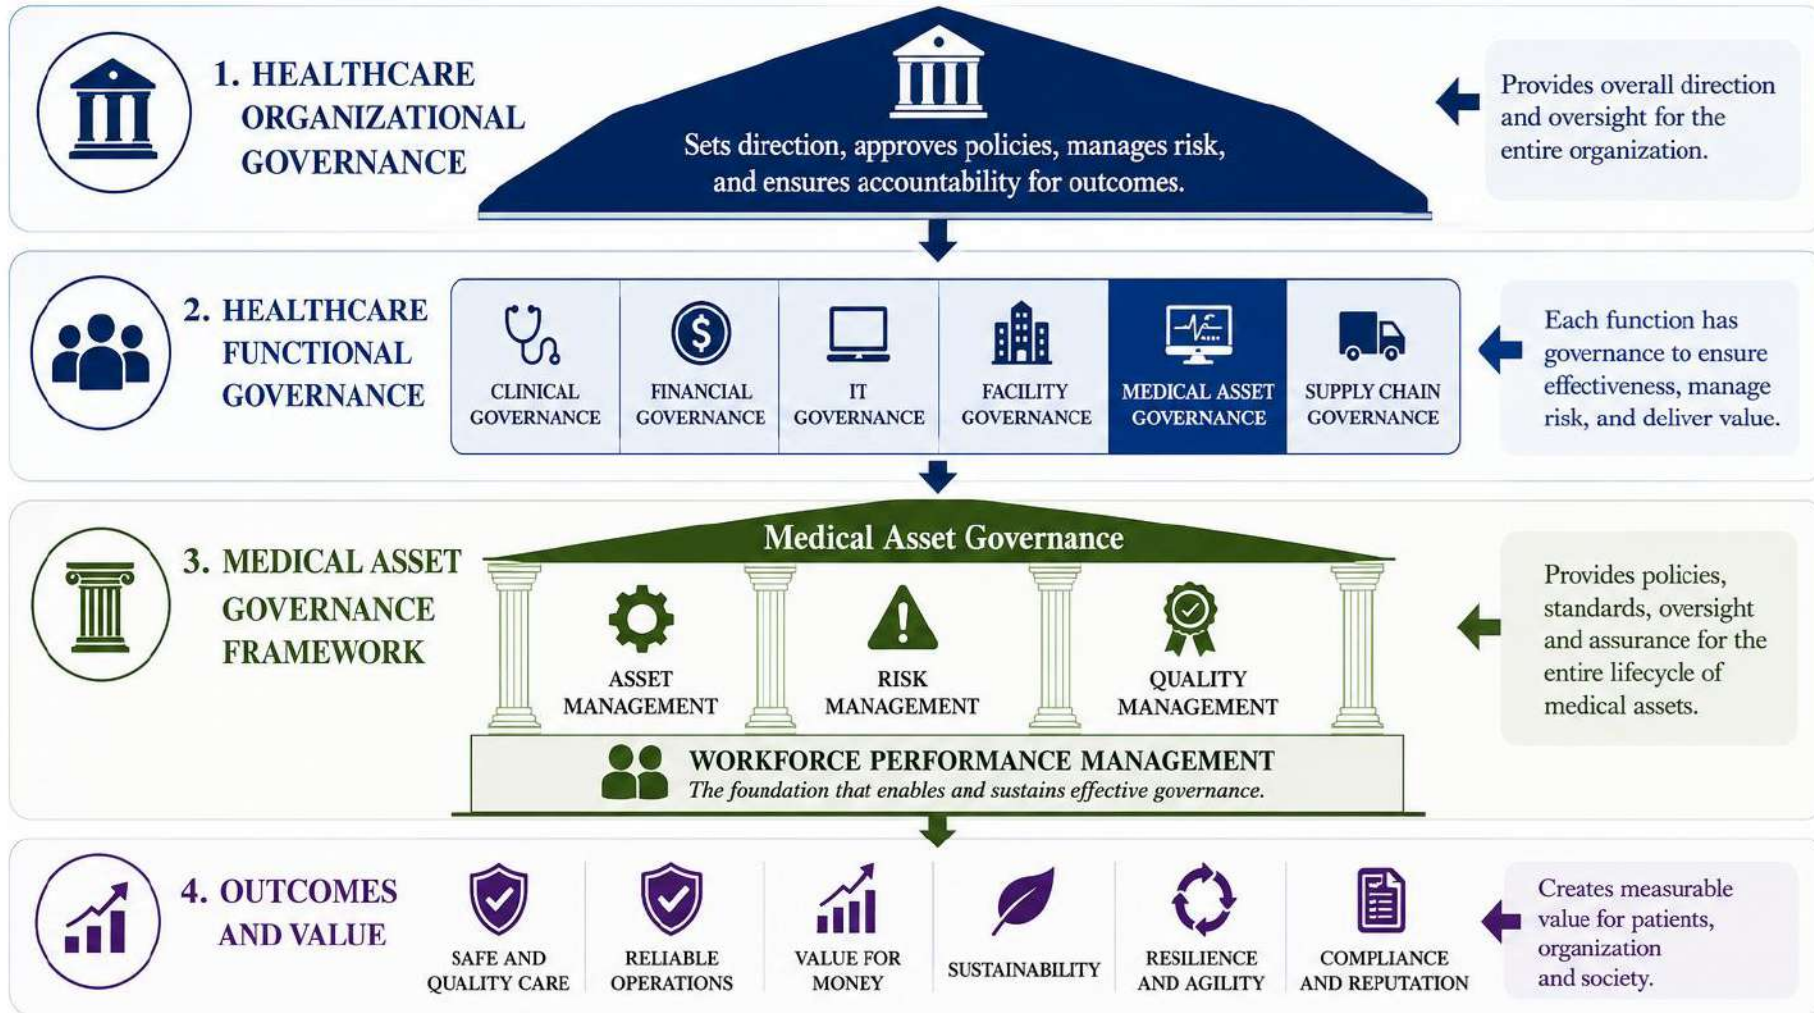 1. HEALTHCARE
ORGANIZATIONAL
GOVERNANCE
Sets direction, approves policies, manages risk,
and ensures accountability for outcomes.
Provides overall direction
and oversight for the
entire organization.
2. HEALTHCARE
FUNCTIONAL
GOVERNANCE
CLINICAL
GOVERNANCE
$
FINANCIAL
GOVERNANCE
IT
GOVERNANCE
FACILITY
GOVERNANCE
MEDICAL ASSET
GOVERNANCE
SUPPLY CHAIN
GOVERNANCE
Each function has
governance to ensure
effectiveness, manage
risk, and deliver value.
3. MEDICAL ASSET
GOVERNANCE
FRAMEWORK
Medical Asset Governance
ASSET
MANAGEMENT
RISK
MANAGEMENT
QUALITY
MANAGEMENT
WORKFORCE PERFORMANCE MANAGEMENT
The foundation that enables and sustains effective governance.
Provides policies,
standards, oversight
and assurance for the
entire lifecycle of
medical assets.
4. OUTCOMES
AND VALUE
SAFE AND
QUALITY CARE
RELIABLE
OPERATIONS
VALUE FOR
MONEY
SUSTAINABILITY
RESILIENCE
AND AGILITY
COMPLIANCE
AND REPUTATION
Creates measurable
value for patients,
organization
and society.